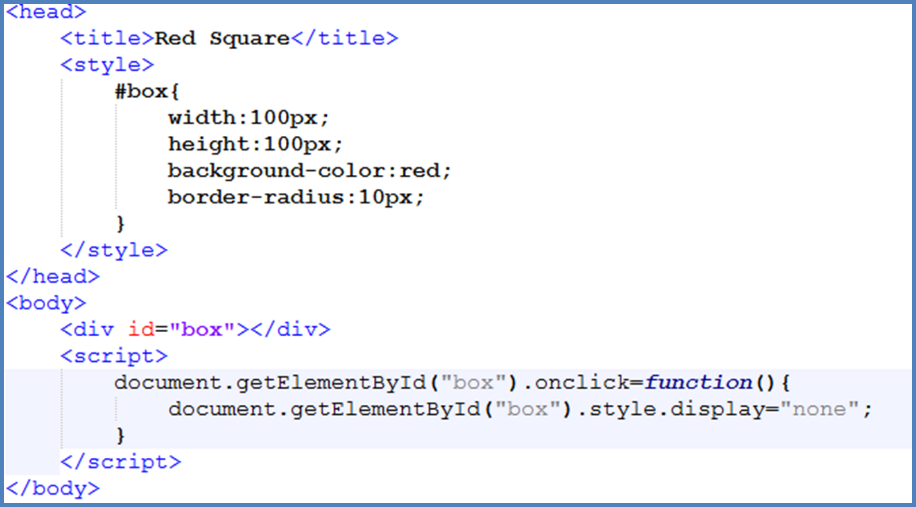 <head>
    <title>Red Square</title>
    <style>
        #box{
            width:100px;
            height:100px;
            background-color:red;
            border-radius:10px;
        }
    </style>
</head>
<body>
    <div id="box"></div>
    <script>
        document.getElementById("box").onclick=function(){
            document.getElementById("box").style.display="none";
        }
    </script>
</body>